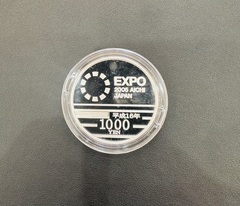 EXPO
2005 AICHI
JAPAN
平成16年
1000
YEN